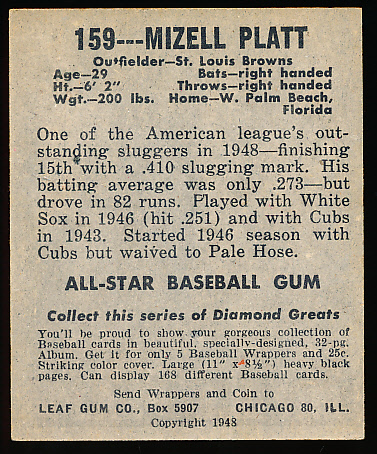 159---MIZELL PLATT
Outfielder—St. Louis Browns
Age—29 Bats—right handed
Ht.—6' 2" Throws—right handed
Wgt.—200 lbs. Home—W. Palm Beach,
Florida
One of the American league's out-
standing sluggers in 1948—finishing
15th with a .410 slugging mark. His
batting average was only .273—but
drove in 82 runs. Played with White
Sox in 1946 (hit .251) and with Cubs
in 1943. Started 1946 season with
Cubs but waived to Pale Hose.
ALL-STAR BASEBALL GUM
Collect this series of Diamond Greats
You'll be proud to show your gorgeous collection of
Baseball cards in beautiful, specially-designed, 32-pg.
Album. Get it for only 5 Baseball Wrappers and 25c.
Striking color cover. Large (11" x 8½") heavy black
pages. Can display 168 different Baseball cards.
Send Wrappers and Coin to
LEAF GUM CO., Box 5907 CHICAGO 80, ILL.
Copyright 1948